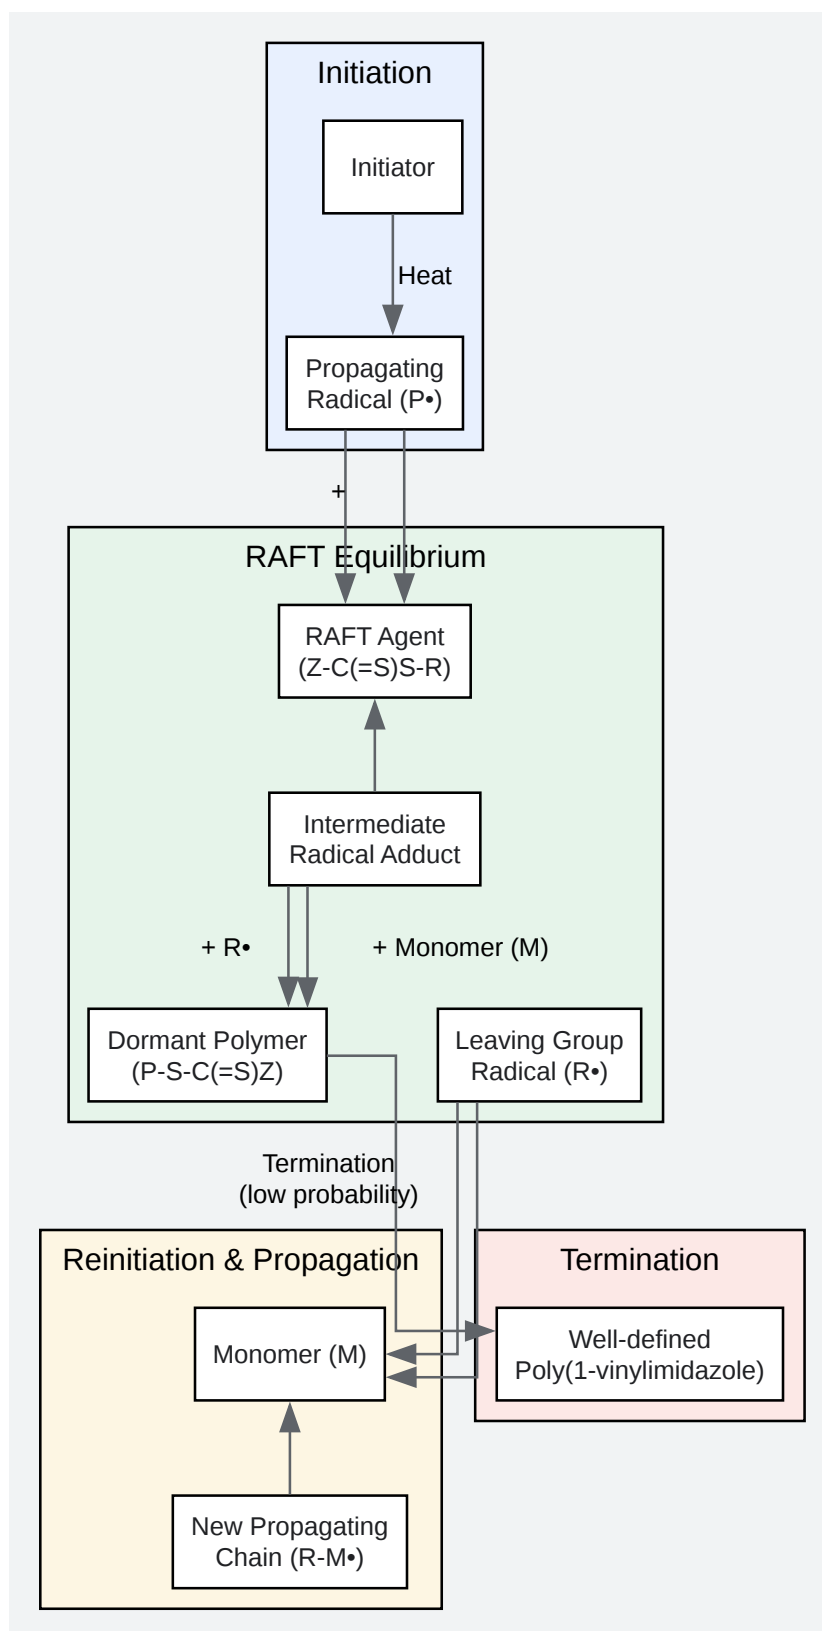 Initiation
Initiator
Heat
Propagating
Radical (P•)
+
RAFT Equilibrium
RAFT Agent
(Z-C(=S)S-R)
Intermediate
Radical Adduct
+ R•
+ Monomer (M)
Dormant Polymer
(P-S-C(=S)Z)
Leaving Group
Radical (R•)
Termination
(low probability)
Reinitiation & Propagation
Termination
Monomer (M)
Well-defined
Poly(1-vinylimidazole)
New Propagating
Chain (R-M•)